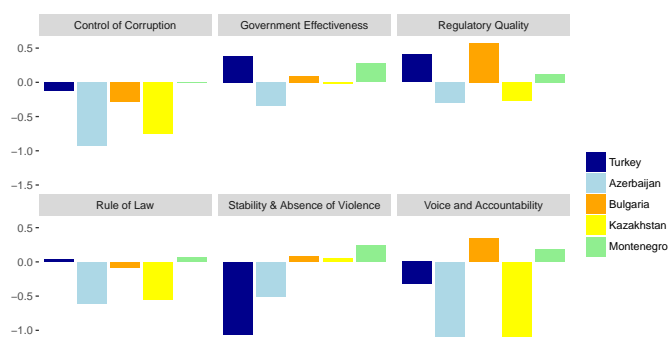 Control of Corruption
Government Effectiveness
Regulatory Quality
0.5
0.0
−0.5
−1.0
−1.5
Rule of Law
Stability & Absence of Violence
Voice and Accountability
0.5
0.0
−0.5
−1.0
Turkey
Azerbaijan
Bulgaria
Kazakhstan
Montenegro